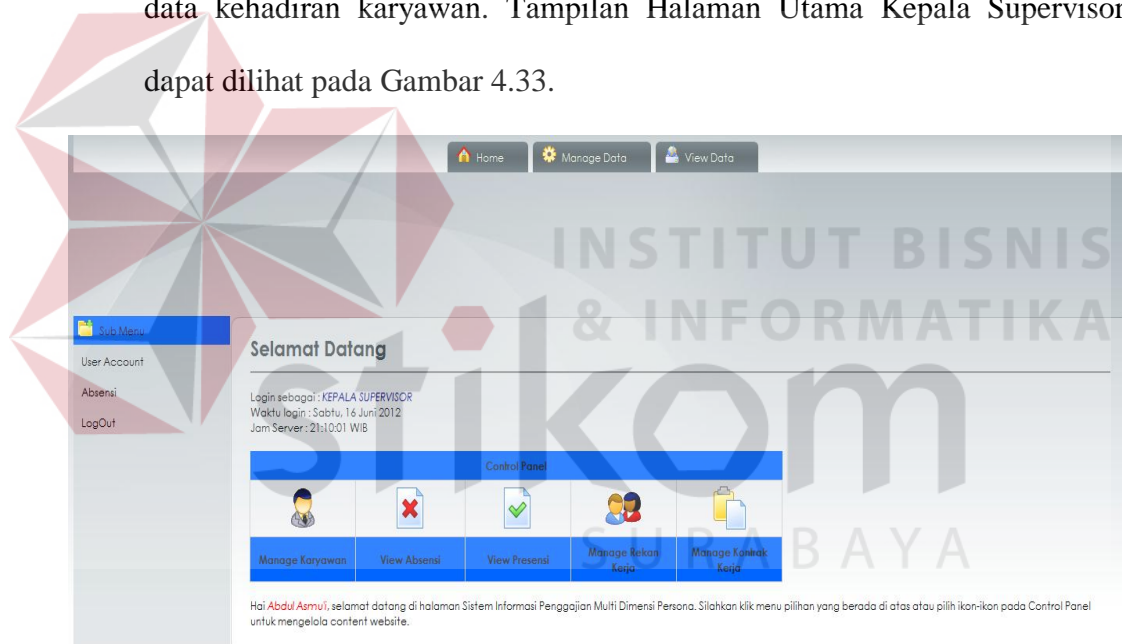 data kehadiran karyawan. Tampilan Halaman Utama Kepala Supervisor
dapat dilihat pada Gambar 4.33.
Home Manage Data View Data
INSTITUT BISNIS
& INFORMATIKA
stikom
SURABAYA
Sub Menu
User Account
Absensi
LogOut
Selamat Datang
Login sebagai : KEPALA SUPERVISOR
Waktu login : Sabtu, 16 Juni 2012
Jam Server : 21:10:01 WIB
Control Panel
Manage Karyawan View Absensi View Presensi Manage Rekan Manage Kontrak
Kerja Kerja
Hai Abdul Asmu'i, selamat datang di halaman Sistem Informasi Penggajian Multi Dimensi Persona. Silahkan klik menu pilihan yang berada di atas atau pilih ikon-ikon pada Control Panel
untuk mengelola content website.